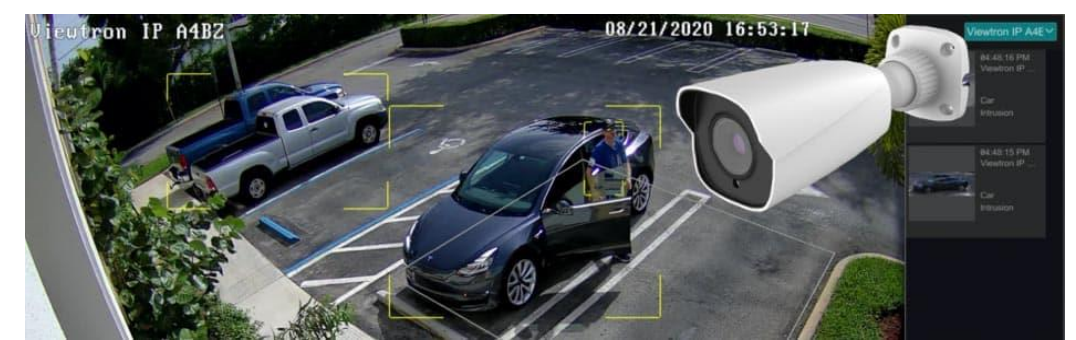 Viewtron IP A4BZ
08/21/2020 16:53:17
Viewtron IP A4E
04:48:16 PM
Viewtron IP ...
Car
Intrusion
04:48:15 PM
Viewtron IP ...
Car
Intrusion